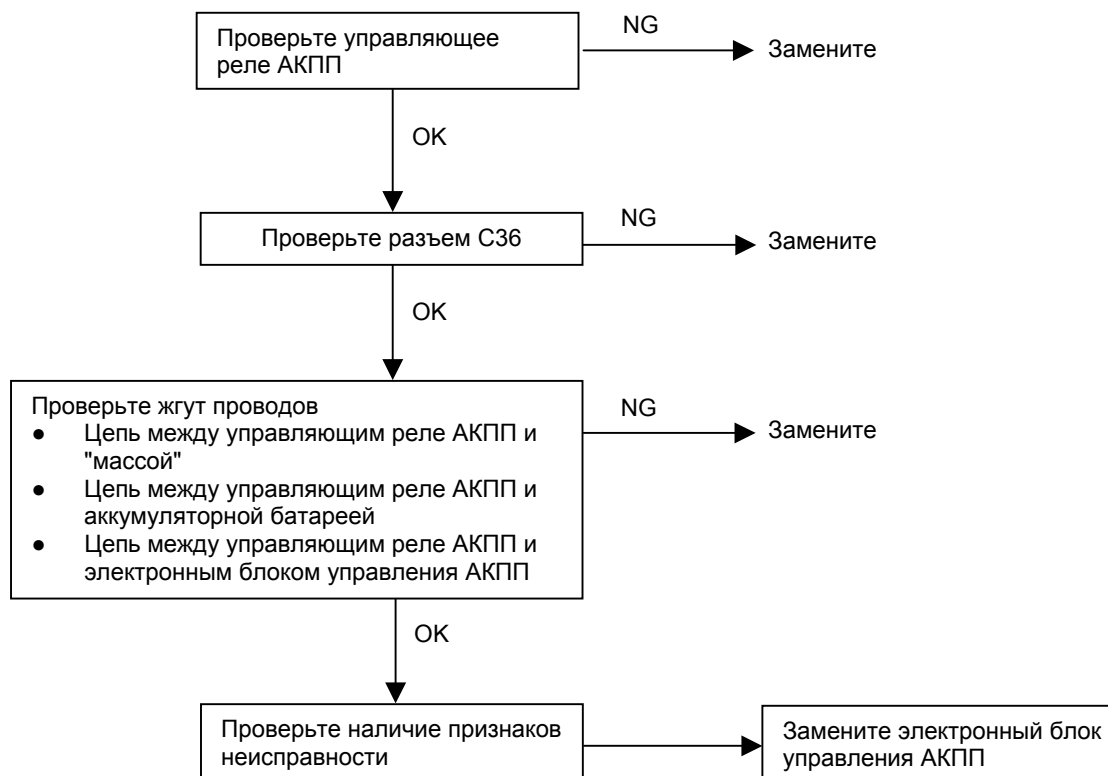 Проверьте управляющее
реле АКПП
NG
Замените
OK
Проверьте разъем C36
NG
Замените
OK
Проверьте жгут проводов
● Цепь между управляющим реле АКПП и
"массой"
● Цепь между управляющим реле АКПП и
аккумуляторной батареей
● Цепь между управляющим реле АКПП и
электронным блоком управления АКПП
NG
Замените
OK
Проверьте наличие признаков
неисправности
Замените электронный блок
управления АКПП